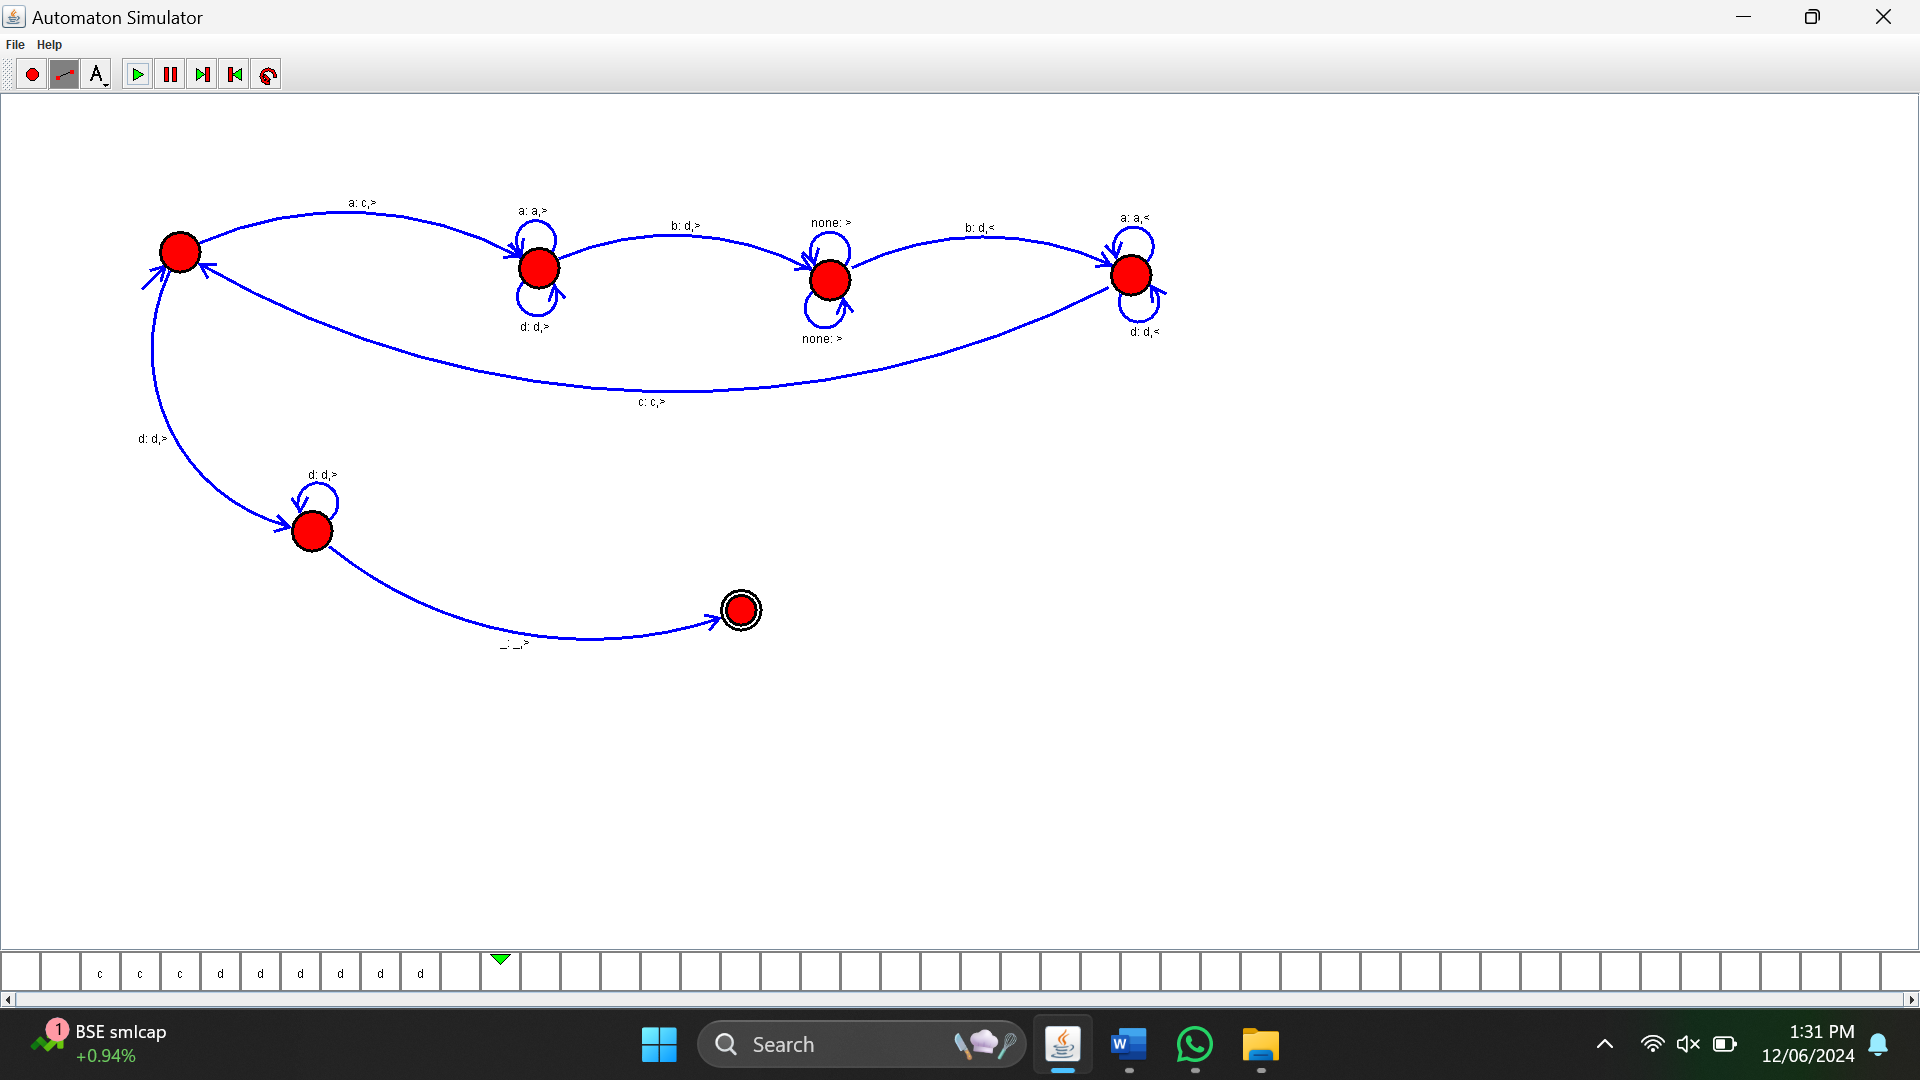 Automaton Simulator
File Help
A
a: c,>
a: a,>
b: d,>
none: >
b: d,<
a: a,<
d: d,>
none: >
d: d,<
c: c,>
d: d,>
d: d,>
_: _,>
c c c d d d d d d
1 BSE smlcap
+0.94%
Search
W
1:31 PM
12/06/2024